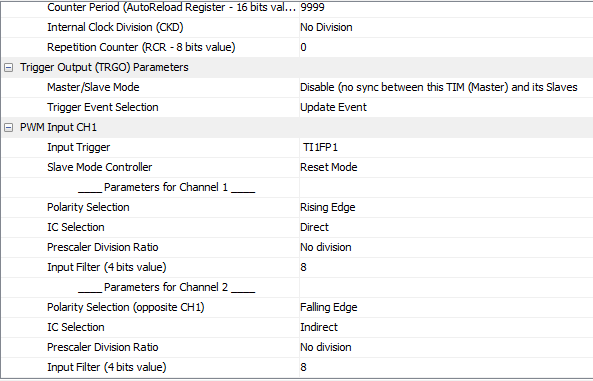 Counter Period (AutoReload Register - 16 bits val... 9999
Internal Clock Division (CKD) No Division
Repetition Counter (RCR - 8 bits value) 0
Trigger Output (TRGO) Parameters
Master/Slave Mode Disable (no sync between this TIM (Master) and its Slaves
Trigger Event Selection Update Event
PWM Input CH1
Input Trigger TI1FP1
Slave Mode Controller Reset Mode
____ Parameters for Channel 1 ____
Polarity Selection Rising Edge
IC Selection Direct
Prescaler Division Ratio No division
Input Filter (4 bits value) 8
____ Parameters for Channel 2 ____
Polarity Selection (opposite CH1) Falling Edge
IC Selection Indirect
Prescaler Division Ratio No division
Input Filter (4 bits value) 8